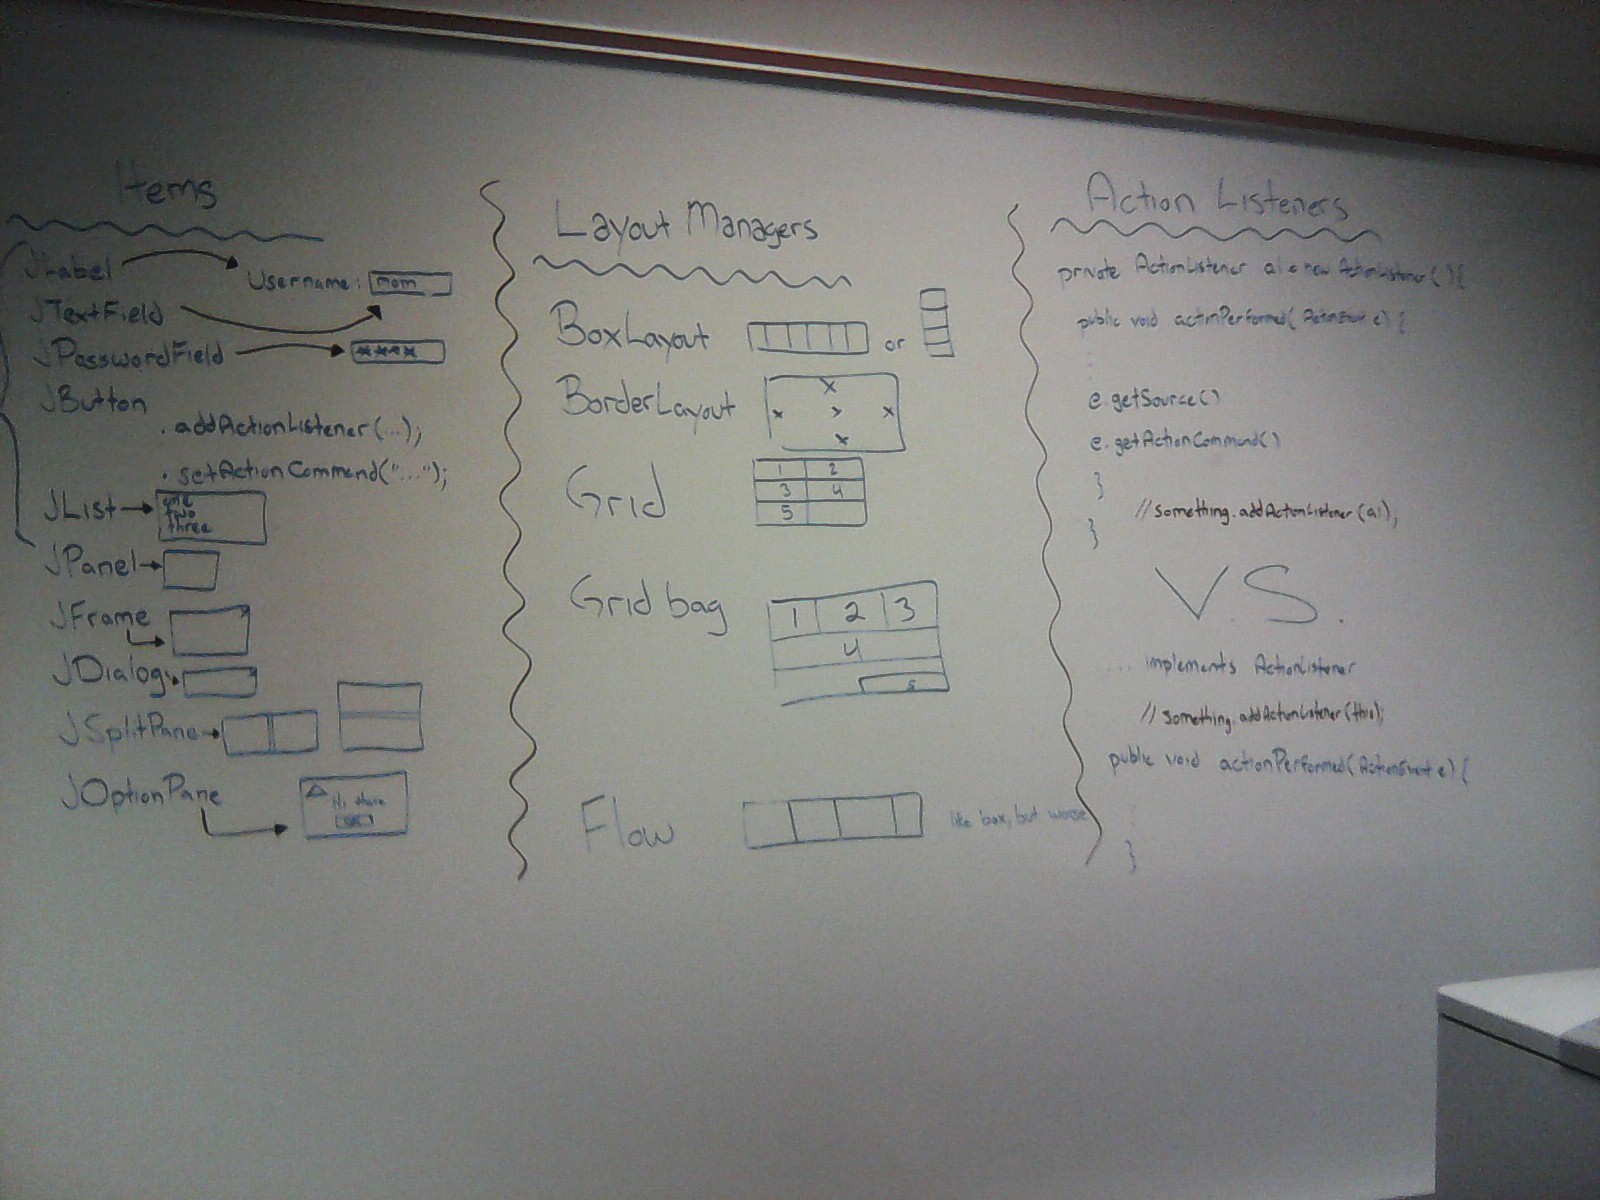 Items
JLabel
Username: mom
JTextField
JPasswordField
****
JButton
. addActionListener(...);
. setActionCommand("...");
JList
one
two
three
JPanel
JFrame
JDialog
JSplitPane
JOptionPane
Hi there
OK
Layout Managers
BoxLayout
or
BorderLayout
x
x
x
x
x
Grid
1 2
3 4
5
Grid bag
1 2 3
4
5
Flow
like box, but worse
Action Listeners
private ActionListener al = new ActionListener() {
public void actionPerformed( ActionEvent e) {
e.getSource()
e.getActionCommand()
}
//something.addActionListener(al);
}
V.S.
... implements ActionListener
//something.addActionListener(this);
public void actionPerformed(ActionEvent e) {
}